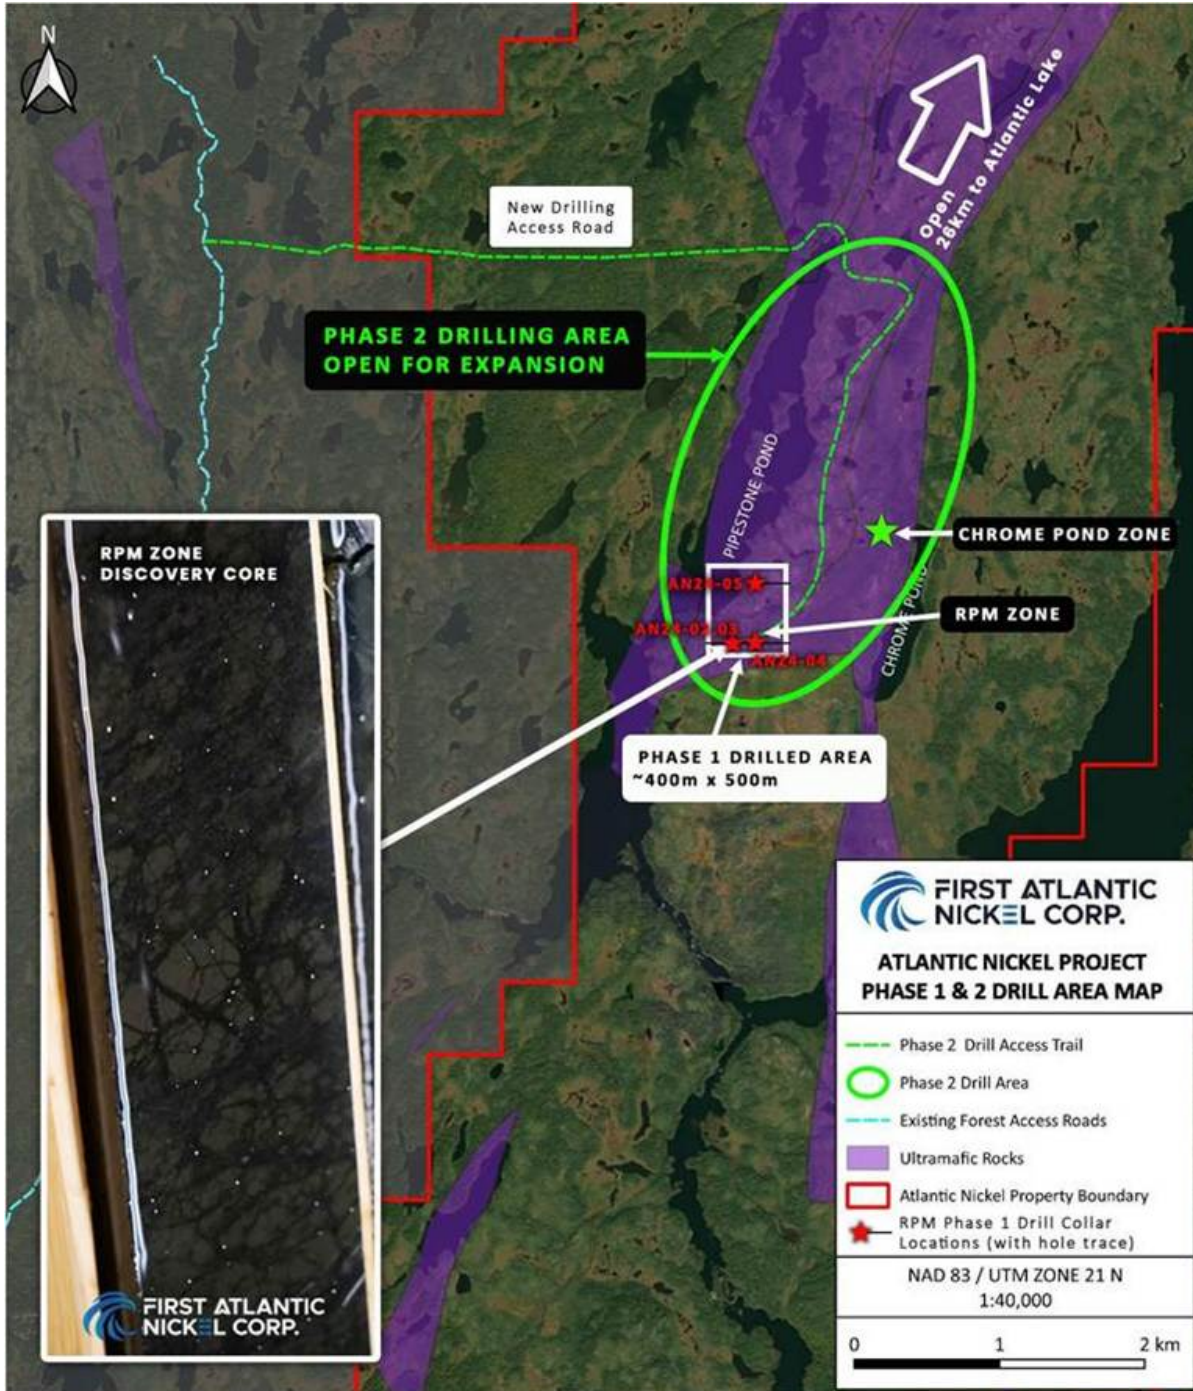 N
Open
26km to Atlantic Lake
New Drilling
Access Road
PHASE 2 DRILLING AREA
OPEN FOR EXPANSION
PIPESTONE POND
CHROME POND ZONE
RPM ZONE
DISCOVERY CORE
AN24-05
RPM ZONE
AN24-02,03
AN24-04
CHROME POND
PHASE 1 DRILLED AREA
~400m x 500m
FIRST ATLANTIC
NICKEL CORP.
ATLANTIC NICKEL PROJECT
PHASE 1 & 2 DRILL AREA MAP
Phase 2 Drill Access Trail
Phase 2 Drill Area
Existing Forest Access Roads
Ultramafic Rocks
Atlantic Nickel Property Boundary
RPM Phase 1 Drill Collar
Locations (with hole trace)
NAD 83 / UTM ZONE 21 N
1:40,000
0 1 2 km
FIRST ATLANTIC
NICKEL CORP.